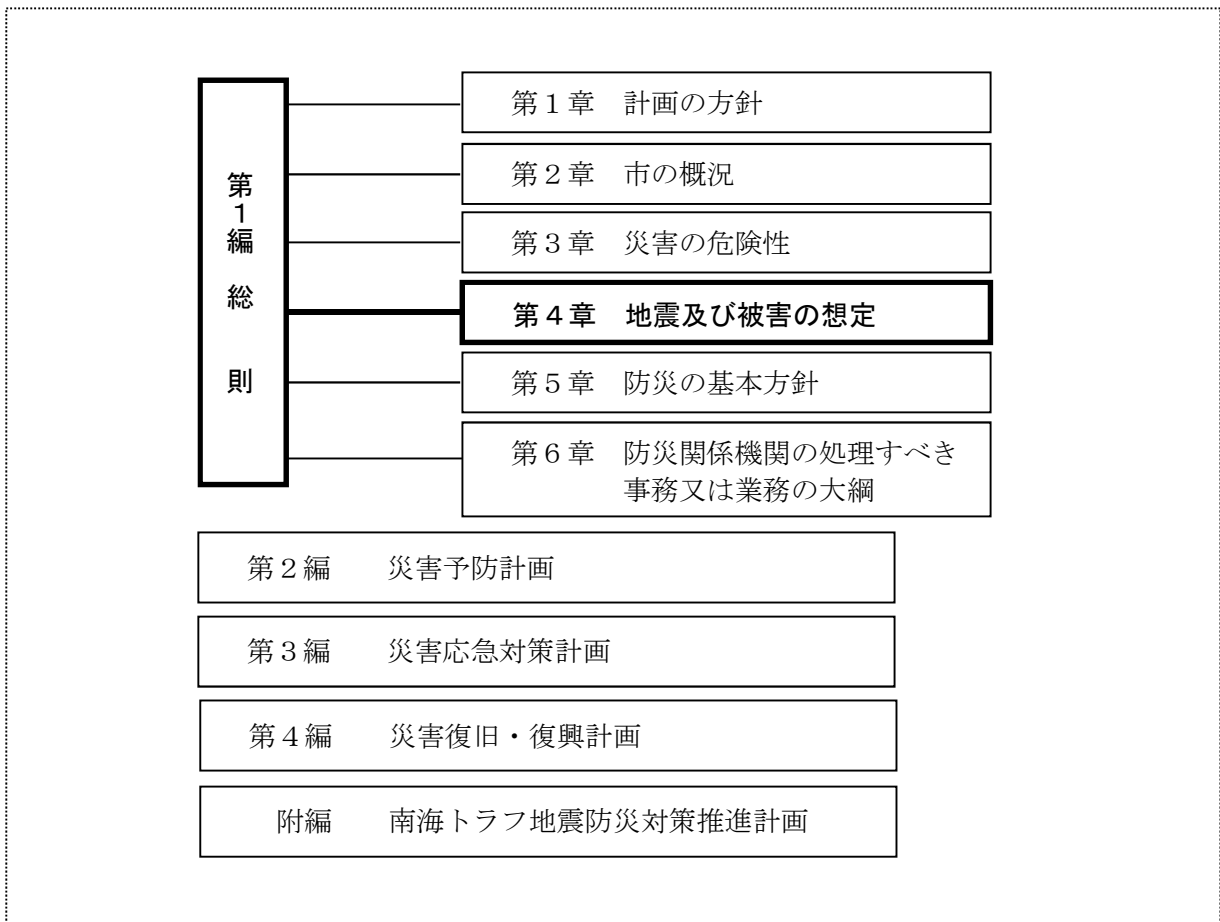 第１編　総　則
第１章　計画の方針
第２章　市の概況
第３章　災害の危険性
第４章　地震及び被害の想定
第５章　防災の基本方針
第６章　防災関係機関の処理すべき
事務又は業務の大綱
第２編　災害予防計画
第３編　災害応急対策計画
第４編　災害復旧・復興計画
附編　南海トラフ地震防災対策推進計画